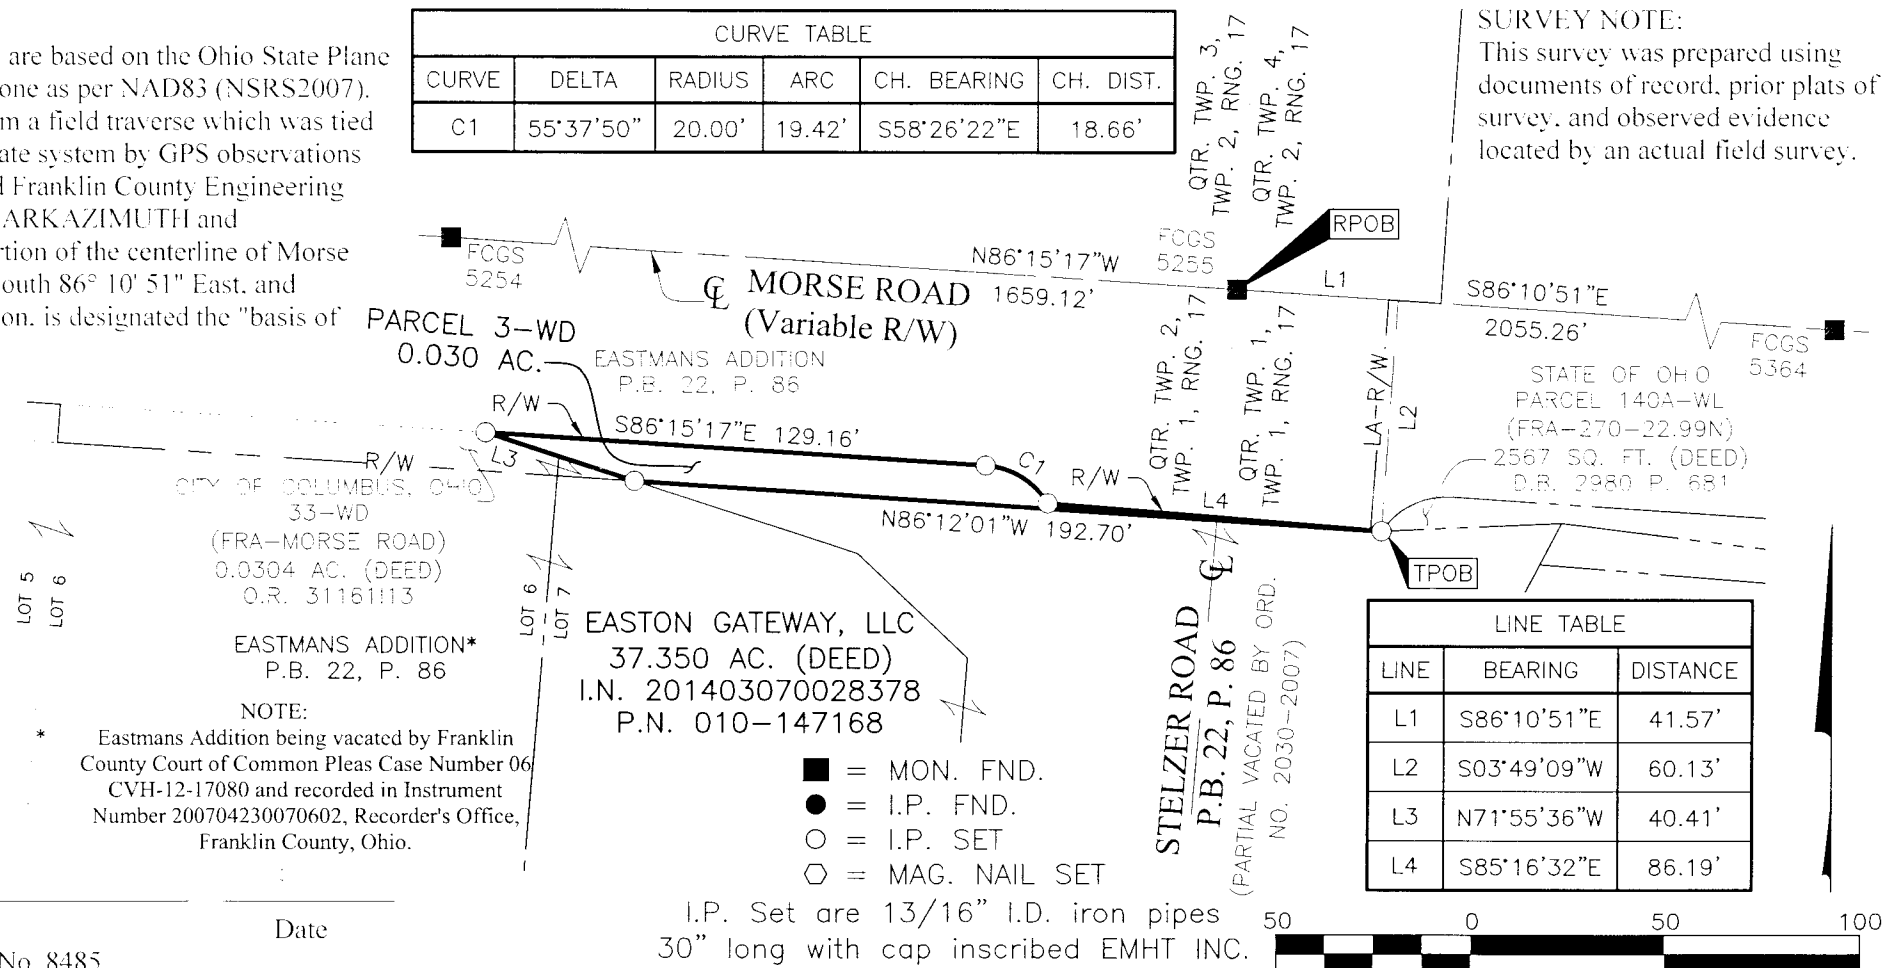 are based on the Ohio State Plane
one as per NAD83 (NSRS2007).
m a field traverse which was tied
ate system by GPS observations
Franklin County Engineering
ARKAZIMUTH and
rtion of the centerline of Morse
outh 86° 10' 51" East, and
on, is designated the "basis of
CURVE TABLE
CURVE DELTA RADIUS ARC CH. BEARING CH. DIST.
C1 55°37'50" 20.00' 19.42' S58°26'22"E 18.66'
QTR. TWP. 3,
TWP. 2, RNG. 17
QTR. TWP. 4,
TWP. 2, RNG. 17
SURVEY NOTE:
This survey was prepared using
documents of record, prior plats of
survey, and observed evidence
located by an actual field survey.
RPOB
FCGS
5254
N86°15'17"W
1659.12'
FCGS
5255
L1
S86°10'51"E
2055.26'
FCGS
5364
℄ MORSE ROAD
(Variable R/W)
PARCEL 3-WD
0.030 AC.
EASTMANS ADDITION
P.B. 22, P. 86
R/W
S86°15'17"E 129.16'
QTR. TWP. 2,
TWP. 1, RNG. 17
QTR. TWP. 1,
TWP. 1, RNG. 17
LA-R/W
L2
STATE OF OH O
PARCEL 140A-WL
(FRA-270-22.99N)
2567 SQ. FT. (DEED)
D.B. 2980 P. 681
R/W
L3
C1
R/W
L4
N86°12'01"W 192.70'
TPOB
CITY OF COLUMBUS, OHIO
33-WD
(FRA-MORSE ROAD)
0.0304 AC. (DEED)
O.R. 31161I13
LOT 5
LOT 6
LOT 6
LOT 7
EASTMANS ADDITION*
P.B. 22, P. 86
EASTON GATEWAY, LLC
37.350 AC. (DEED)
I.N. 201403070028378
P.N. 010-147168
NOTE:
* Eastmans Addition being vacated by Franklin
County Court of Common Pleas Case Number 06
CVH-12-17080 and recorded in Instrument
Number 200704230070602, Recorder's Office,
Franklin County, Ohio.
STELZER ROAD ℄
P.B. 22, P. 86
(PARTIAL VACATED BY ORD.
NO. 2030-2007)
■ = MON. FND.
● = I.P. FND.
○ = I.P. SET
⬡ = MAG. NAIL SET
I.P. Set are 13/16" I.D. iron pipes
30" long with cap inscribed EMHT INC.
LINE TABLE
LINE BEARING DISTANCE
L1 S86°10'51"E 41.57'
L2 S03°49'09"W 60.13'
L3 N71°55'36"W 40.41'
L4 S85°16'32"E 86.19'
Date
No. 8485
50 0 50 100